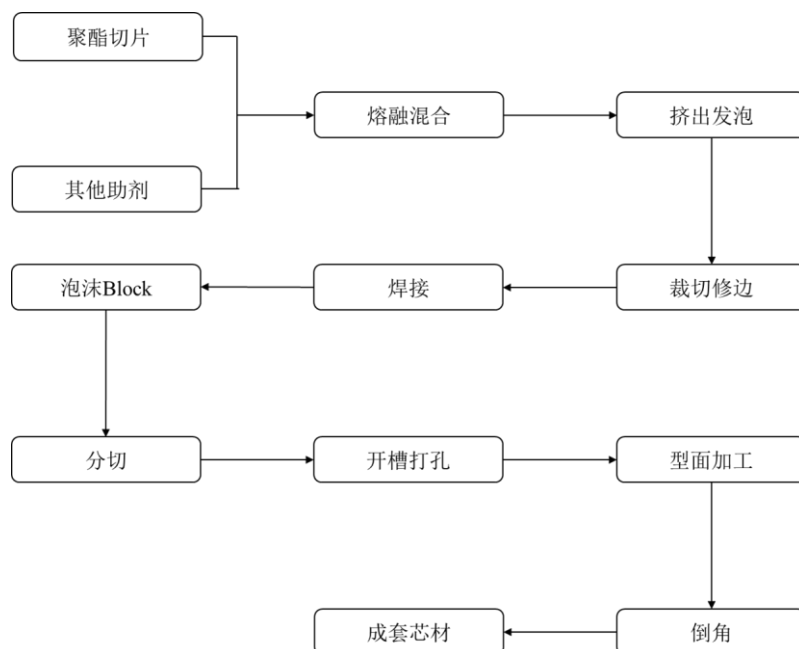 聚酯切片
熔融混合
挤出发泡
其他助剂
泡沫Block
焊接
裁切修边
分切
开槽打孔
型面加工
成套芯材
倒角